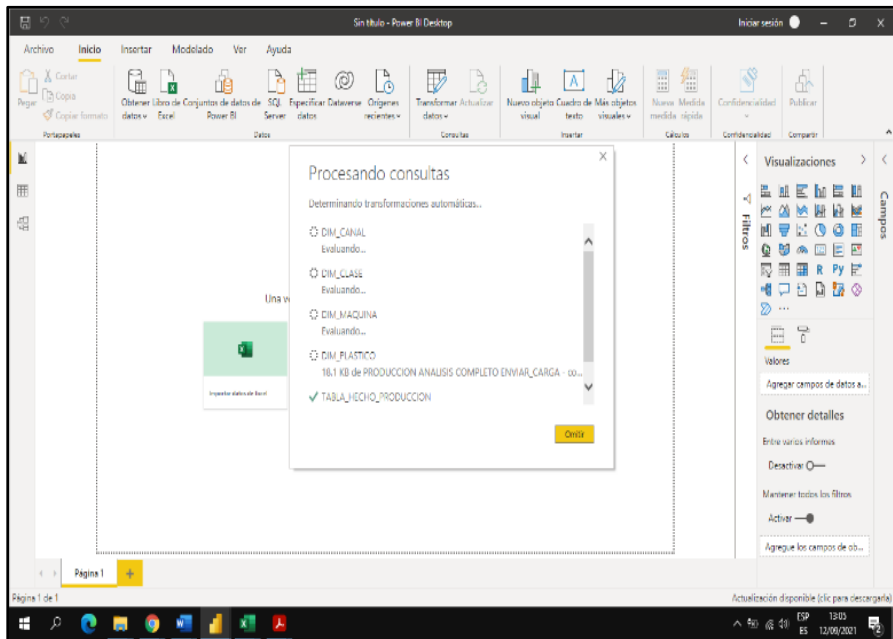 Sin título - Power BI Desktop
Iniciar sesión
Archivo Inicio Insertar Modelado Ver Ayuda
Pegar
Cortar
Copia
Copiar formato
Portapapeles
Obtener datos
Libro de Excel
Conjuntos de datos de Power BI
SQL Server
Especificar datos
Dataverse
Orígenes recientes
Datos
Transformar datos
Actualizar
Consultas
Nuevo objeto visual
Cuadro de texto
Más objetos visuales
Insertar
Nueva medida
Medida rápida
Cálculos
Confidencialidad
Confidencialidad
Publicar
Compartir
Procesando consultas
Determinando transformaciones automáticas...
DIM_CANAL
Evaluando...
DIM_CLASE
Evaluando...
DIM_MAQUINA
Evaluando...
DIM_PLASTICO
18.1 KB de PRODUCCION ANALISIS COMPLETO ENVIAR_CARGA - co...
TABLA_HECHO_PRODUCCION
Omitir
Una v
Importar datos de Excel
Filtros
Visualizaciones
R Py
Valores
Agregar campos de datos a...
Obtener detalles
Entre varios informes
Desactivar
Mantener todos los filtros
Activar
Agregue los campos de ob...
Campos
Página 1
Página 1 de 1
Actualización disponible (clic para descargarla)
ESP
ES
13:05
12/09/2021
2